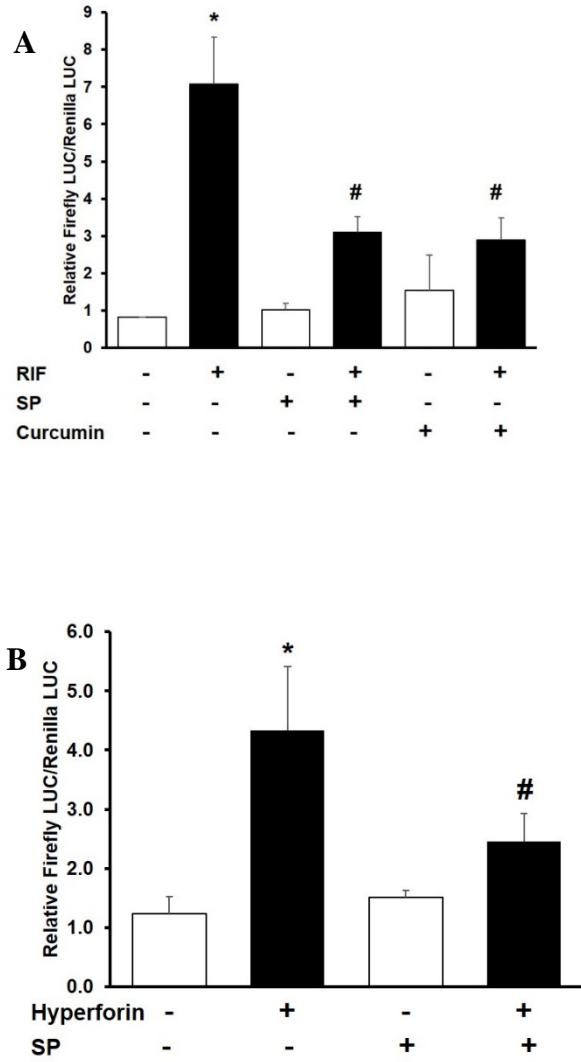 A
Relative Firefly LUC/Renilla LUC
9
8
7
6
5
4
3
2
1
0
*
#
#
RIF - + - + - +
SP - - + + - -
Curcumin - - - - + +
B
Relative Firefly LUC/Renilla LUC
6.0
5.0
4.0
3.0
2.0
1.0
0.0
*
#
Hyperforin - + - +
SP - - + +